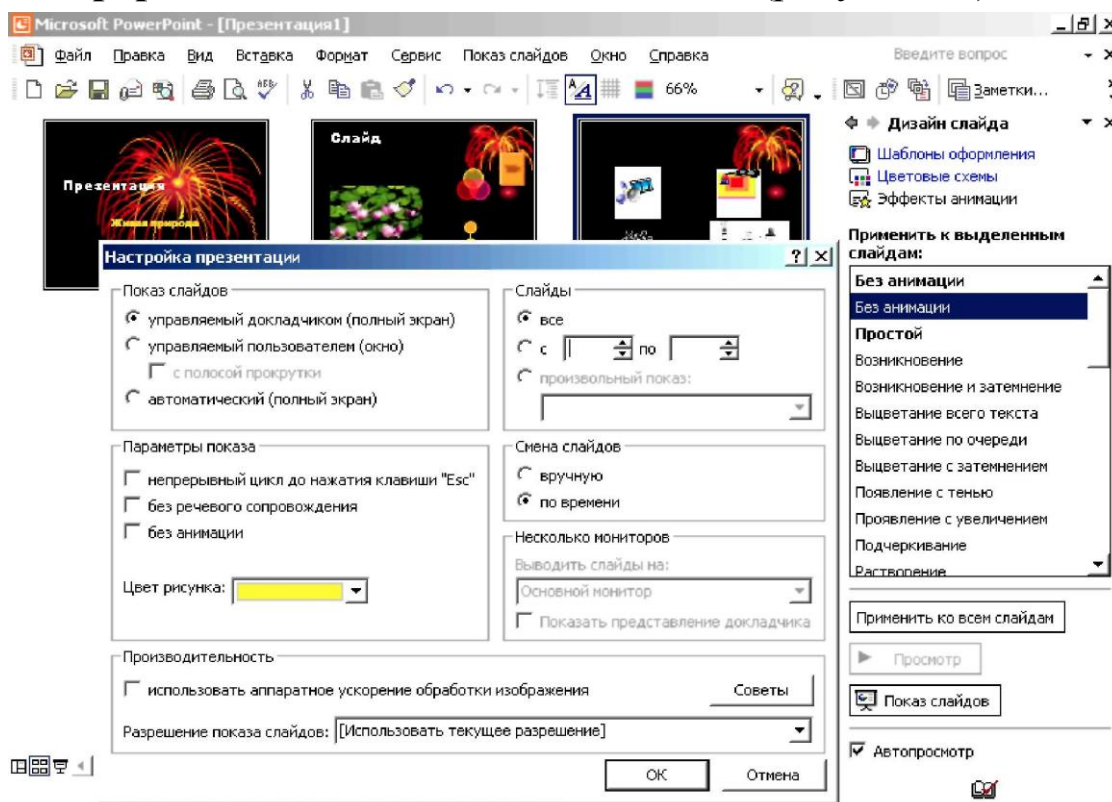 Microsoft PowerPoint - [Презентация1]
Файл Правка Вид Вставка Формат Сервис Показ слайдов Окно Справка Введите вопрос
66% Заметки...
Дизайн слайда
Шаблоны оформления
Цветовые схемы
Эффекты анимации
Применить к выделенным
слайдам:
Без анимации
Без анимации
Простой
Возникновение
Возникновение и затемнение
Выцветание всего текста
Выцветание по очереди
Выцветание с затемнением
Появление с тенью
Проявление с увеличением
Подчеркивание
Растворение
Применить ко всем слайдам
Просмотр
Показ слайдов
Автопросмотр
Презентация
Живая природа
Слайд
Настройка презентации
Показ слайдов
управляемый докладчиком (полный экран)
управляемый пользователем (окно)
с полосой прокрутки
автоматический (полный экран)
Слайды
все
с по
произвольный показ:
Параметры показа
непрерывный цикл до нажатия клавиши "Esc"
без речевого сопровождения
без анимации
Цвет рисунка:
Смена слайдов
вручную
по времени
Несколько мониторов
Выводить слайды на:
Основной монитор
Показать представление докладчика
Производительность
использовать аппаратное ускорение обработки изображения
Советы
Разрешение показа слайдов: [Использовать текущее разрешение]
ОК Отмена